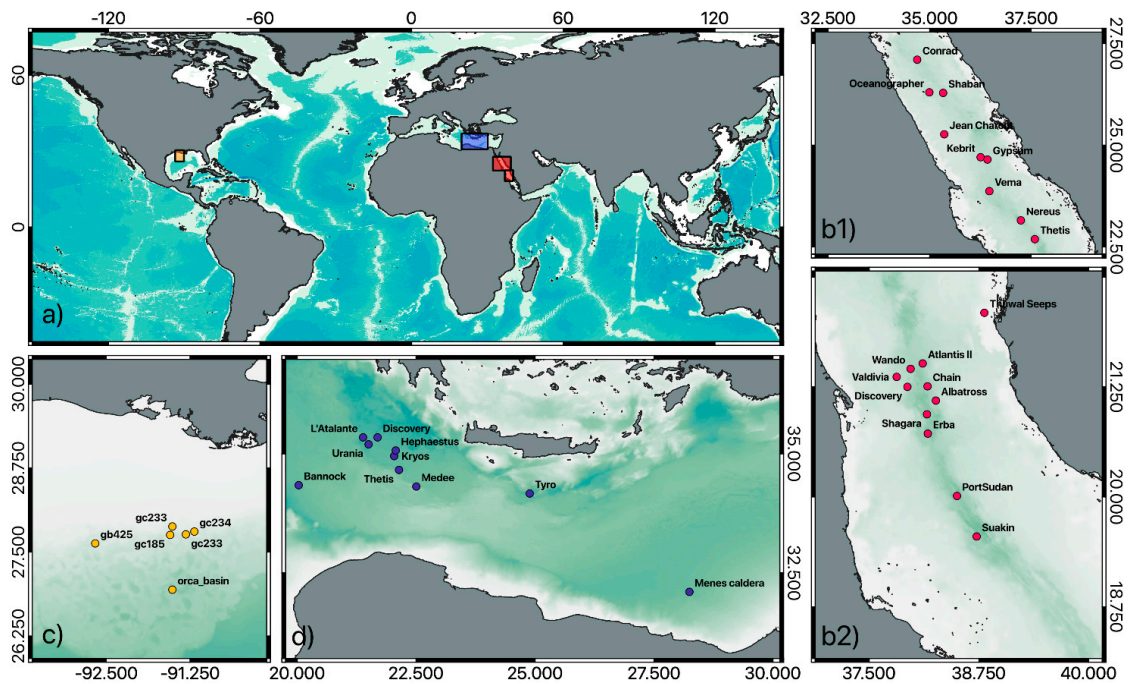 -120 -60 0 60 120
60
0
a)
32.500 35.000 37.500
27.500
25.000
22.500
Conrad
Oceanographer
Shaban
Kebrit
Gypsum
Vema
Nereus
Thetis
b1)
30.000
28.750
27.500
26.250
gc233
gc234
gb425
gc185
gc233
orca_basin
c)
-92.500 -91.250
L'Atalante
Discovery
Hephaestus
Urania
Kryos
Thetis
Medee
Bannock
Tyro
Menes caldera
d)
35.000
32.500
20.000 22.500 25.000 27.500 30.000
Thuwal Seeps
Atlantis II
Wando
Valdivia
Chain
Discovery
Albatross
Shagara
Erba
PortSudan
Suakin
b2)
21.250
20.000
18.750
37.500 38.750 40.000